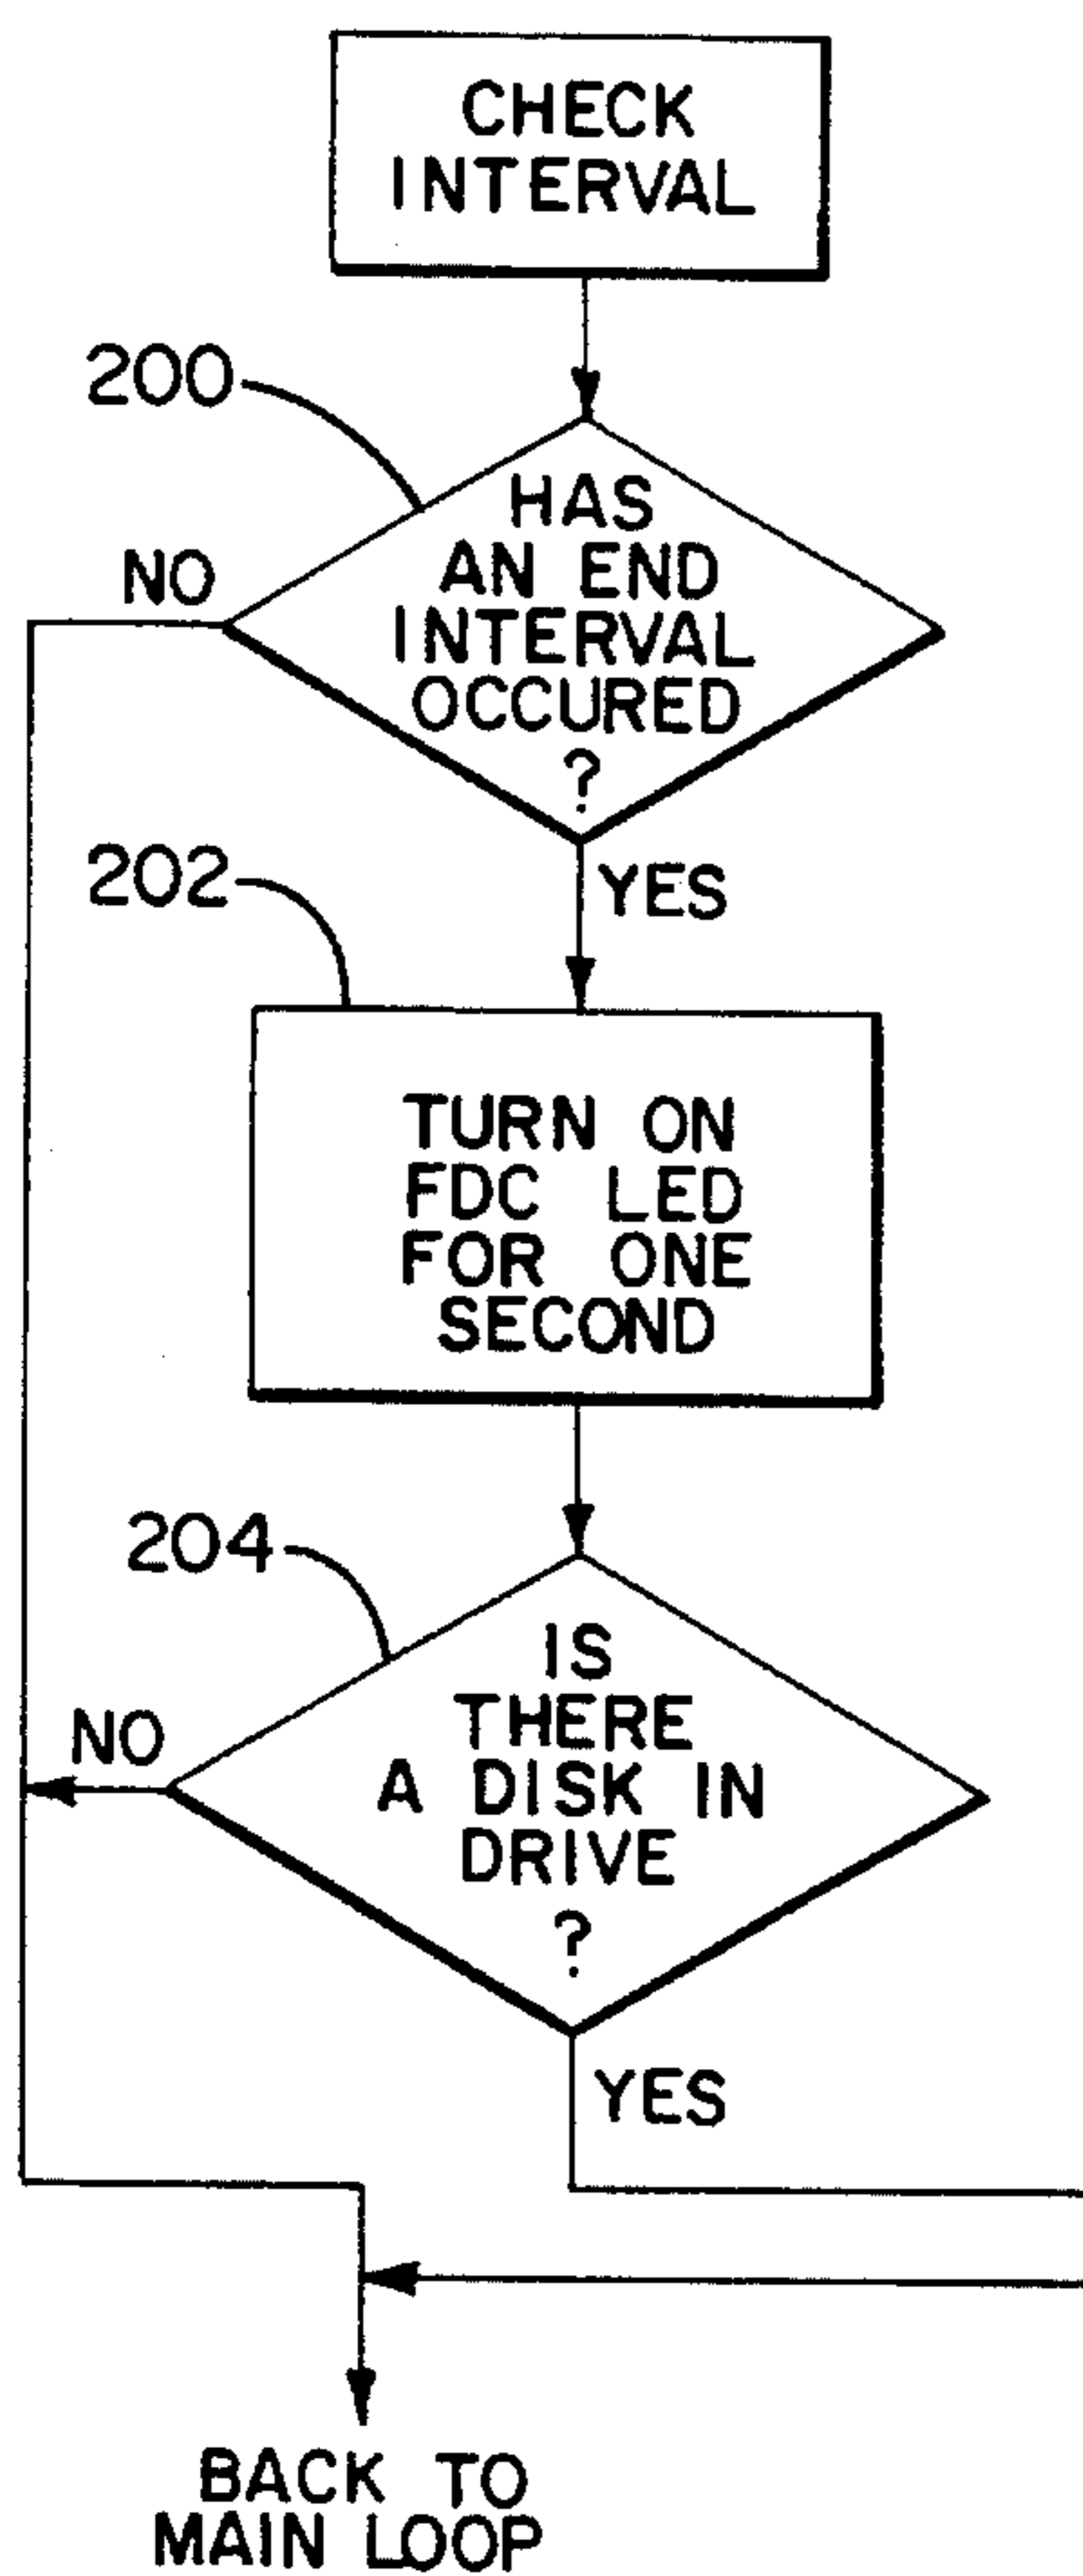 CHECK
INTERVAL
200
HAS
AN END
INTERVAL
OCCURED
?
NO
YES
202
TURN ON
FDC LED
FOR ONE
SECOND
204
IS
THERE
A DISK IN
DRIVE
?
NO
YES
BACK TO
MAIN LOOP